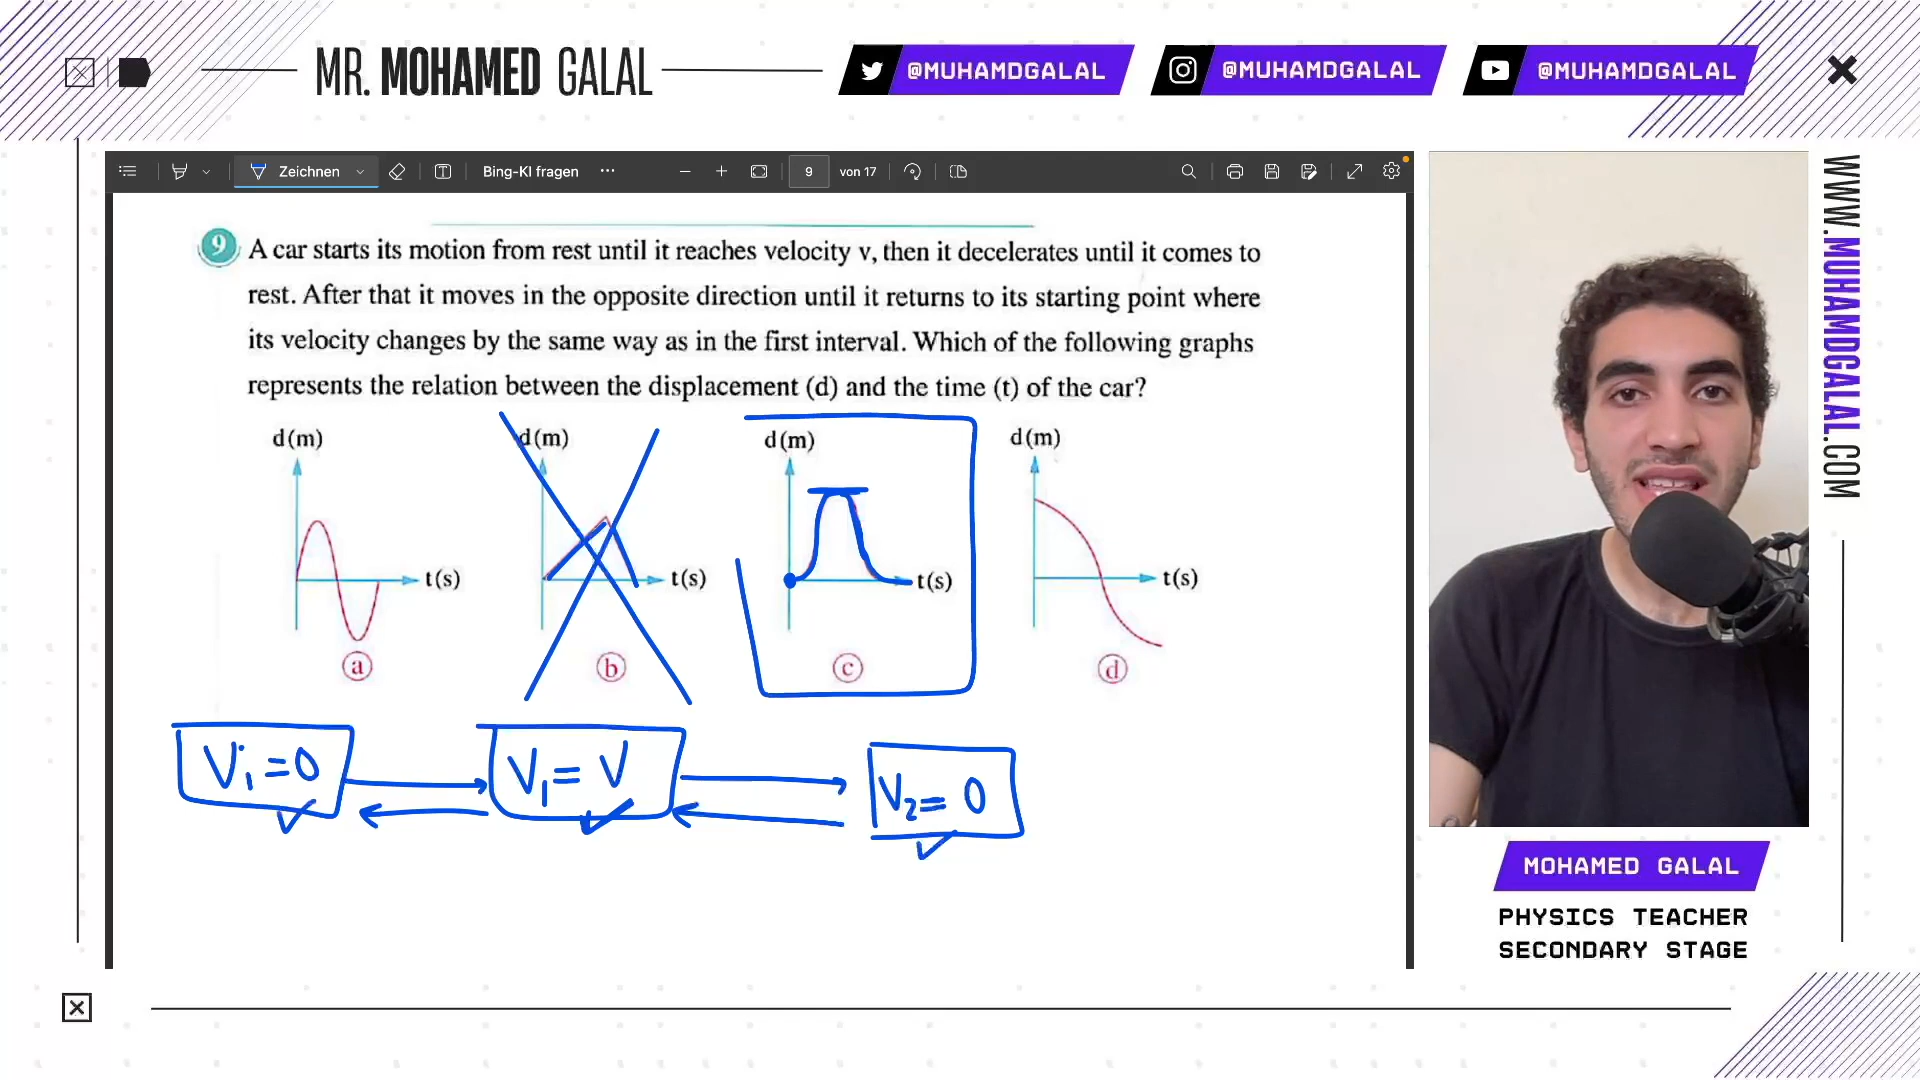 MR. MOHAMED GALAL
@MUHAMDGALAL
@MUHAMDGALAL
@MUHAMDGALAL
WWW.MUHAMDGALAL.COM
Zeichnen
Bing-KI fragen
9
von 17
9 A car starts its motion from rest until it reaches velocity v, then it decelerates until it comes to
rest. After that it moves in the opposite direction until it returns to its starting point where
its velocity changes by the same way as in the first interval. Which of the following graphs
represents the relation between the displacement (d) and the time (t) of the car?
d(m)
t(s)
a
d(m)
t(s)
b
d(m)
t(s)
c
d(m)
t(s)
d
Vi = 0
V1 = V
V2 = 0
MOHAMED GALAL
PHYSICS TEACHER
SECONDARY STAGE